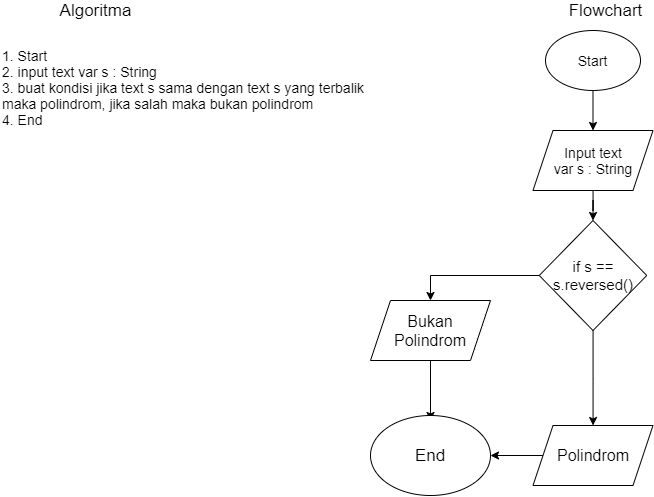 Algoritma
1. Start
2. input text var s : String
3. buat kondisi jika text s sama dengan text s yang terbalik
maka polindrom, jika salah maka bukan polindrom
4. End
Flowchart
Start
Input text
var s : String
if s ==
s.reversed()
Bukan
Polindrom
End
Polindrom